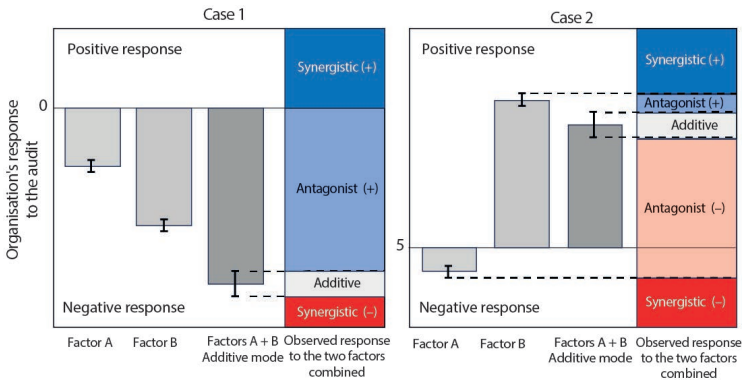 Case 1
Case 2
Organisation's response
to the audit
Positive response
0
Negative response
Synergistic (+)
Antagonist (+)
Additive
Synergistic (–)
Factor A
Factor B
Factors A + B
Additive mode
Observed response
to the two factors
combined
Positive response
5
Negative response
Synergistic (+)
Antagonist (+)
Additive
Antagonist (–)
Synergistic (–)
Factor A
Factor B
Factors A + B
Additive mode
Observed response
to the two factors
combined